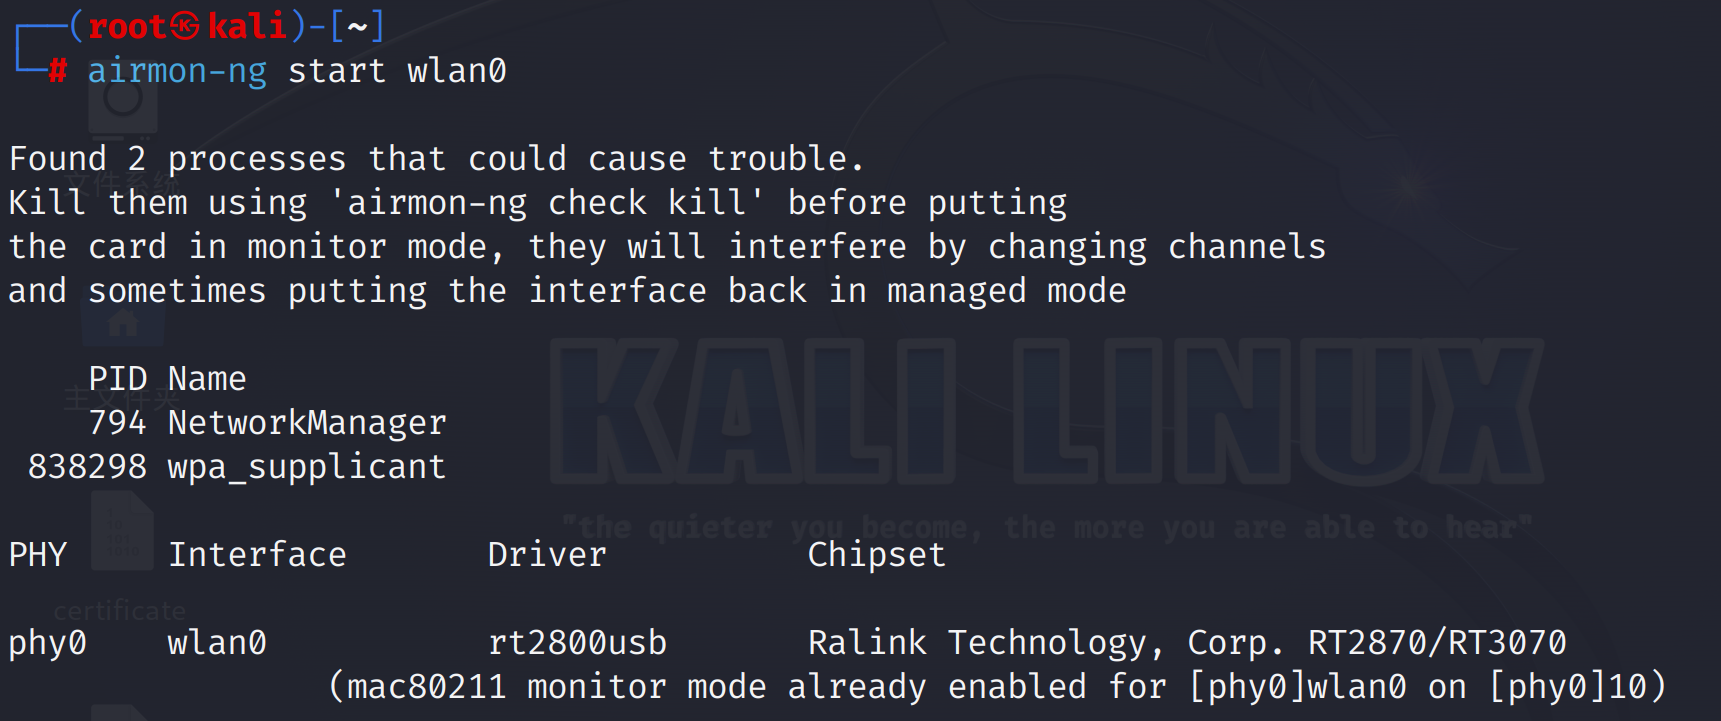 (root㉿kali)-[~]
# airmon-ng start wlan0
Found 2 processes that could cause trouble.
Kill them using 'airmon-ng check kill' before putting
the card in monitor mode, they will interfere by changing channels
and sometimes putting the interface back in managed mode
PID Name
794 NetworkManager
838298 wpa_supplicant
PHY Interface Driver Chipset
phy0 wlan0 rt2800usb Ralink Technology, Corp. RT2870/RT3070
(mac80211 monitor mode already enabled for [phy0]wlan0 on [phy0]10)
文件系统
主文件夹
certificate
KALI LINUX
"the quieter you become, the more you are able to hear"